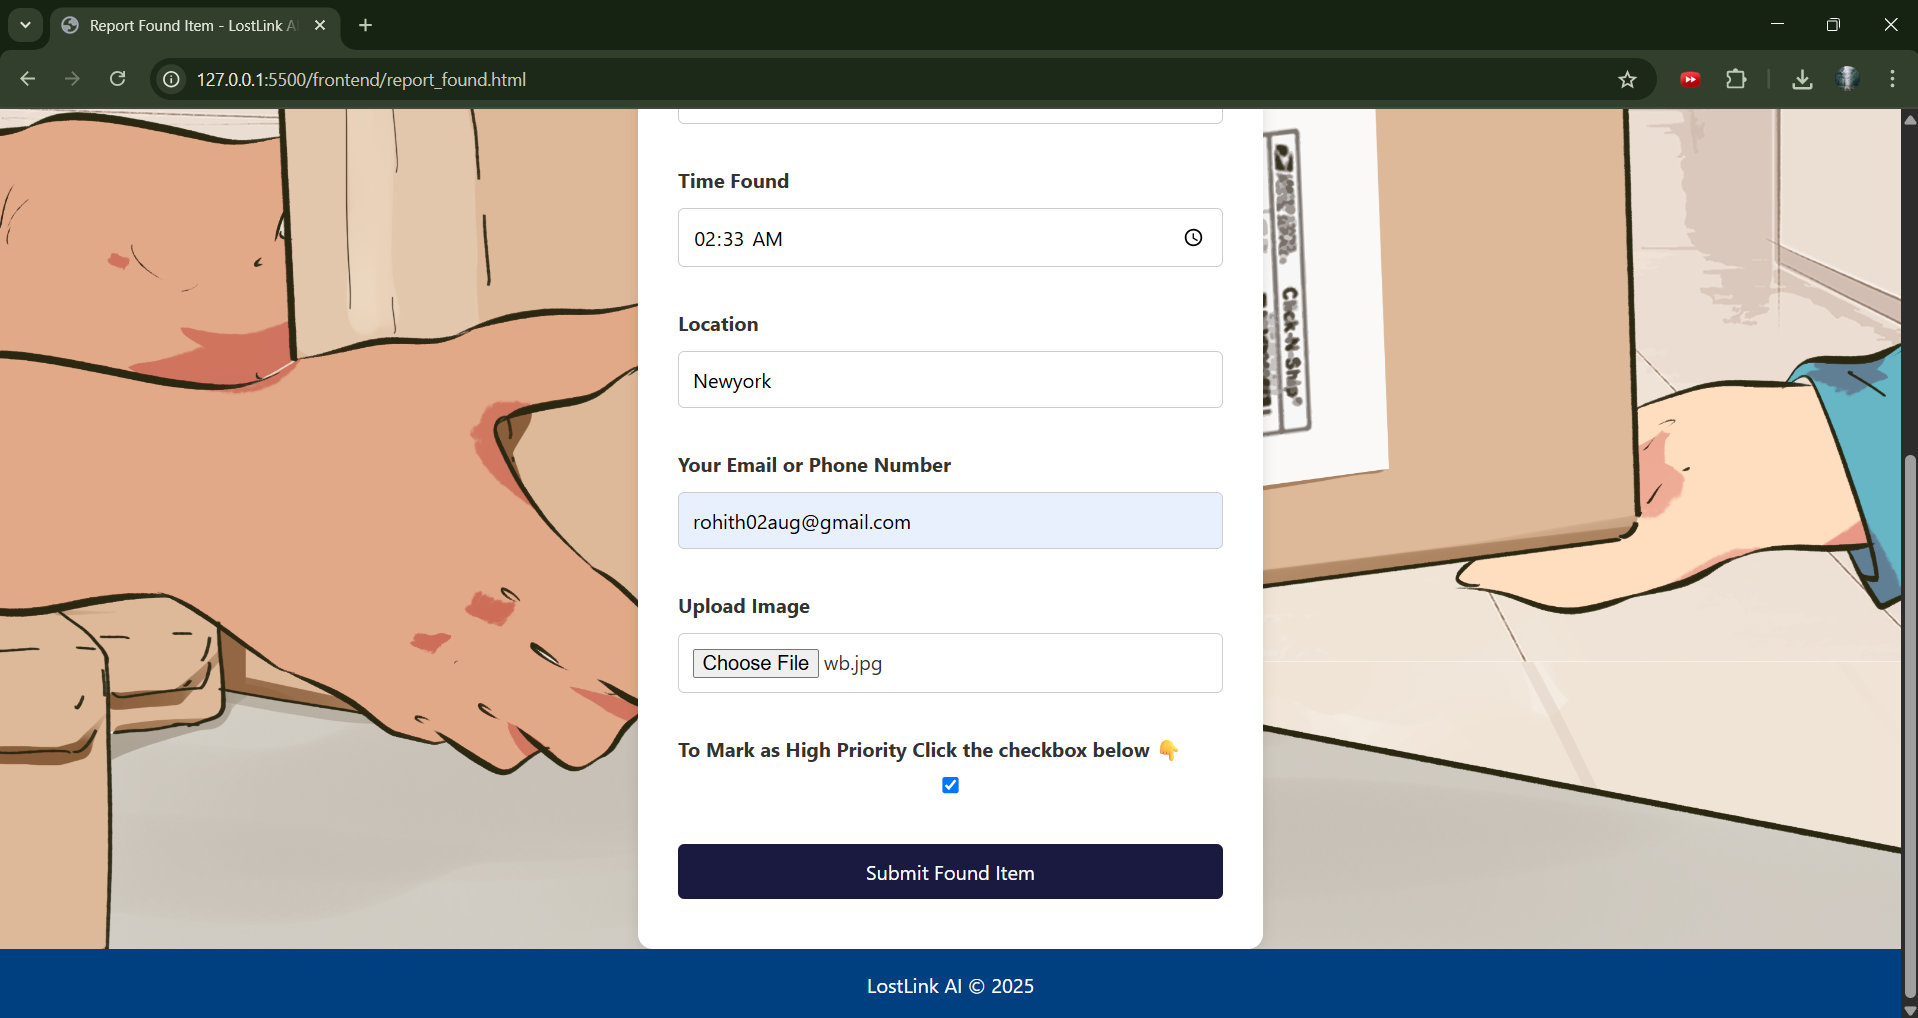 Report Found Item - LostLink AI
127.0.0.1:5500/frontend/report_found.html
Time Found
02:33 AM
Location
Newyork
Your Email or Phone Number
rohith02aug@gmail.com
Upload Image
Choose File wb.jpg
To Mark as High Priority Click the checkbox below 👇
Submit Found Item
Click-N-Ship®
LostLink AI © 2025